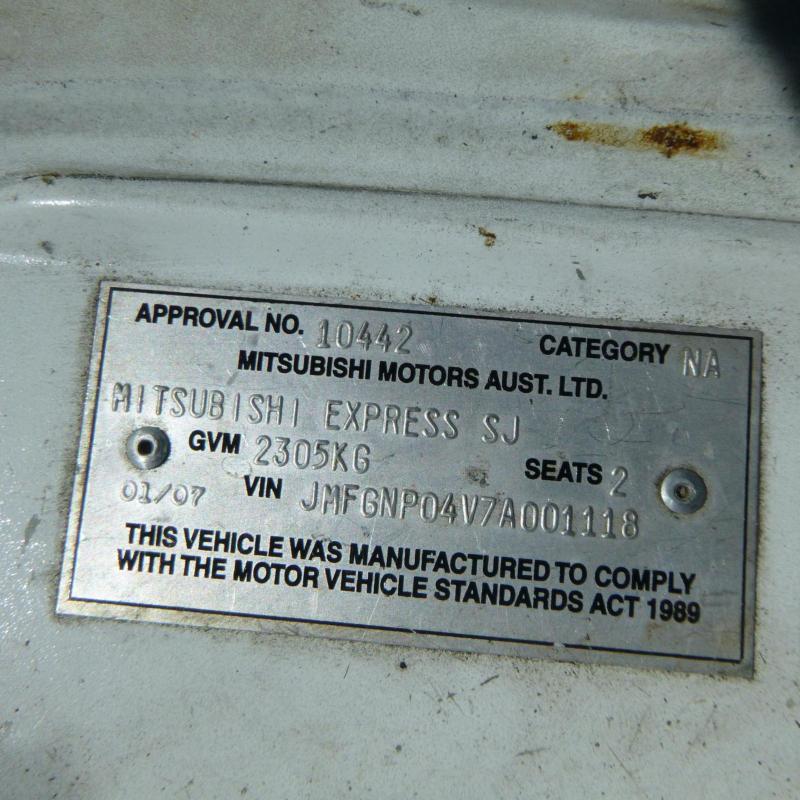 APPROVAL NO. 10442 CATEGORY NA
MITSUBISHI MOTORS AUST. LTD.
MITSUBISHI EXPRESS SJ
GVM 2305KG SEATS 2
01/07 VIN JMFGNP04V7A001118
THIS VEHICLE WAS MANUFACTURED TO COMPLY
WITH THE MOTOR VEHICLE STANDARDS ACT 1989